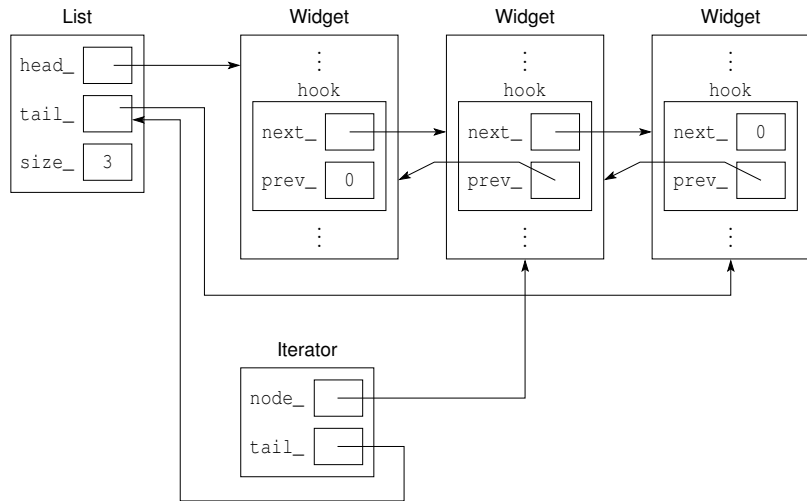 List
head_
tail_
size_ 3
Widget
⋮
hook
next_
prev_ 0
⋮
Widget
⋮
hook
next_
prev_
⋮
Widget
⋮
hook
next_ 0
prev_
⋮
Iterator
node_
tail_